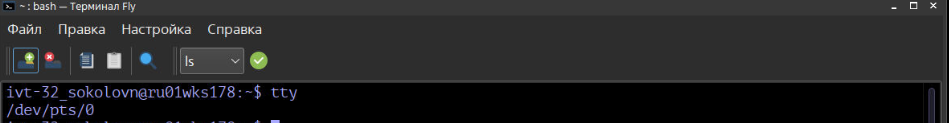 ~ : bash — Терминал Fly
Файл Правка Настройка Справка
ls
ivt-32_sokolovn@ru01wks178:~$ tty
/dev/pts/0